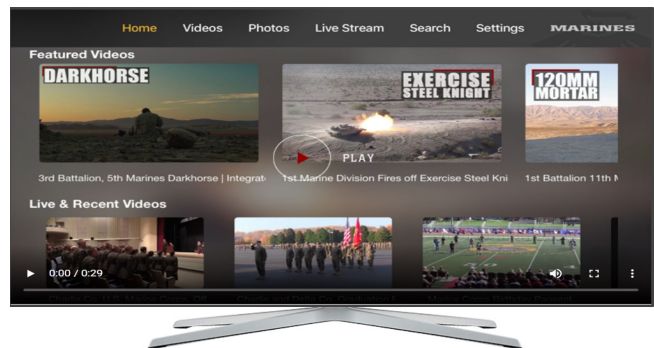 Home Videos Photos Live Stream Search Settings MARINES
Featured Videos
DARKHORSE
EXERCISE
STEEL KNIGHT
120MM
MORTAR
PLAY
3rd Battalion, 5th Marines Darkhorse | Integrat
1st Marine Division Fires off Exercise Steel Kni
1st Battalion 11th M
Live & Recent Videos
0:00 / 0:29